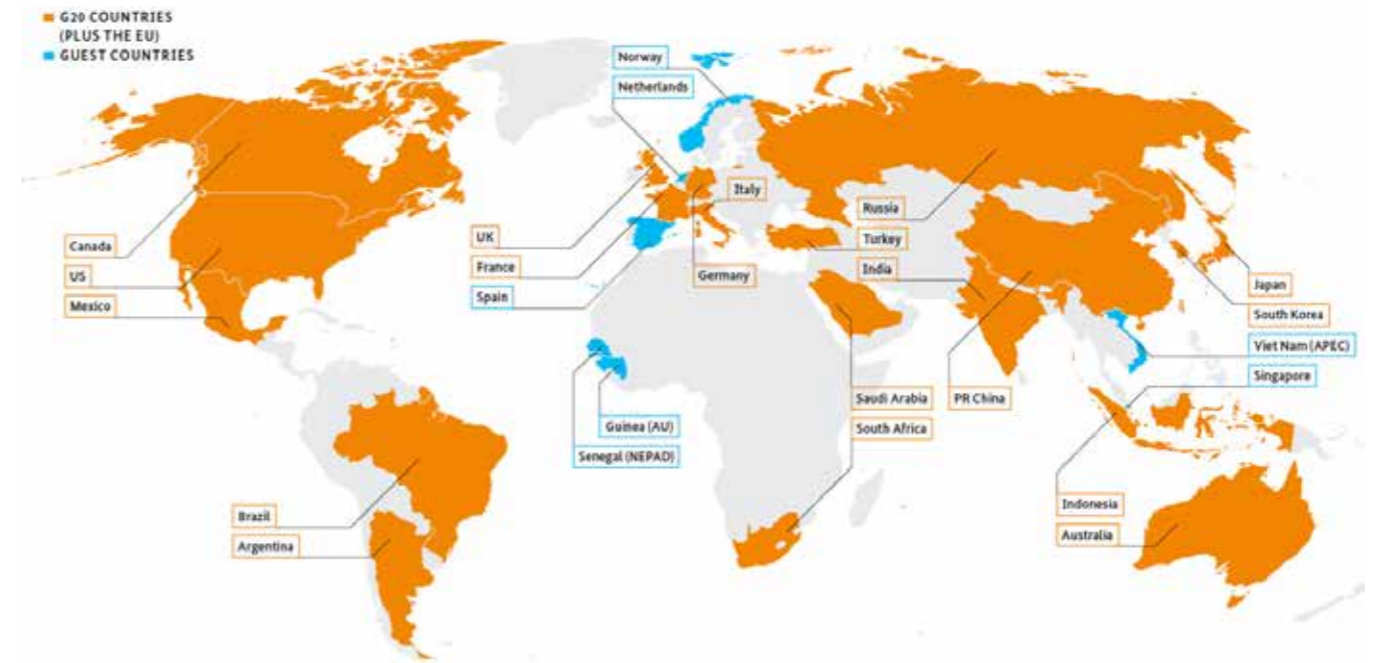 G20 COUNTRIES
(PLUS THE EU)
GUEST COUNTRIES
Norway
Netherlands
Italy
Canada
US
Mexico
UK
France
Spain
Germany
Russia
Turkey
India
Japan
South Korea
Viet Nam (APEC)
Singapore
Saudi Arabia
South Africa
PR China
Guinea (AU)
Senegal (NEPAD)
Brazil
Argentina
Indonesia
Australia